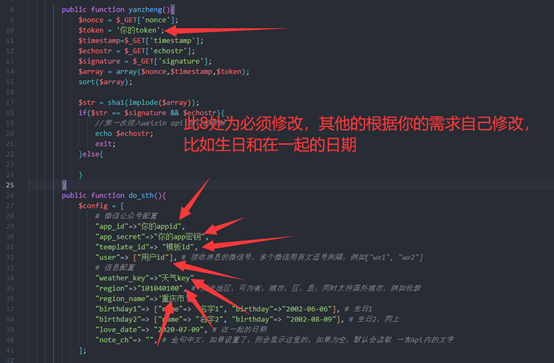 8 public function yanzheng(){
9 $nonce = $_GET['nonce'];
10 $token = '你的token';
11 $timestamp=$_GET['timestamp'];
12 $echostr = $_GET['echostr'];
13 $signature = $_GET['signature'];
14 $array = array($nonce,$timestamp,$token);
15 sort($array);
16
17 $str = sha1(implode($array));
18 if($str == $signature && $echostr){
19 //第一次接入weixin api
20 echo $echostr;
21 exit;
22 }else{
23
24 }
25 }
此8处为必须修改，其他的根据你的需求自己修改，
比如生日和在一起的日期
26 public function do_sth(){
27 $config = [
28 # 微信公众号配置
29 "app_id"=>"你的appid",
30 "app_secret"=>"你的app密钥",
31 "template_id"=> "模板id",
32 "user"=> ["用户id"], # 接收消息的微信号，多个微信用英文逗号间隔，例如["wx1", "wx2"]
33 # 信息配置
34 "weather_key"=>"天气key",
35 "region"=>"101040100", 地区，可为省，城市，区，县，同时支持国外城市，例如伦敦
36 "region_name"=>"重庆市"
37 "birthday1"=> ["name"=> "名字1", "birthday"=>"2002-06-06"], # 生日1
38 "birthday2"=> ["name"=> "名字2", "birthday"=> "2002-08-09"], # 生日2，同上
39 "love_date"=> "2020-07-09", # 在一起的日期
40 "note_ch"=> "", # 金句中文，如果设置了，则会显示这里的，如果为空，默认会读取 一言Api内的文字
41 ];